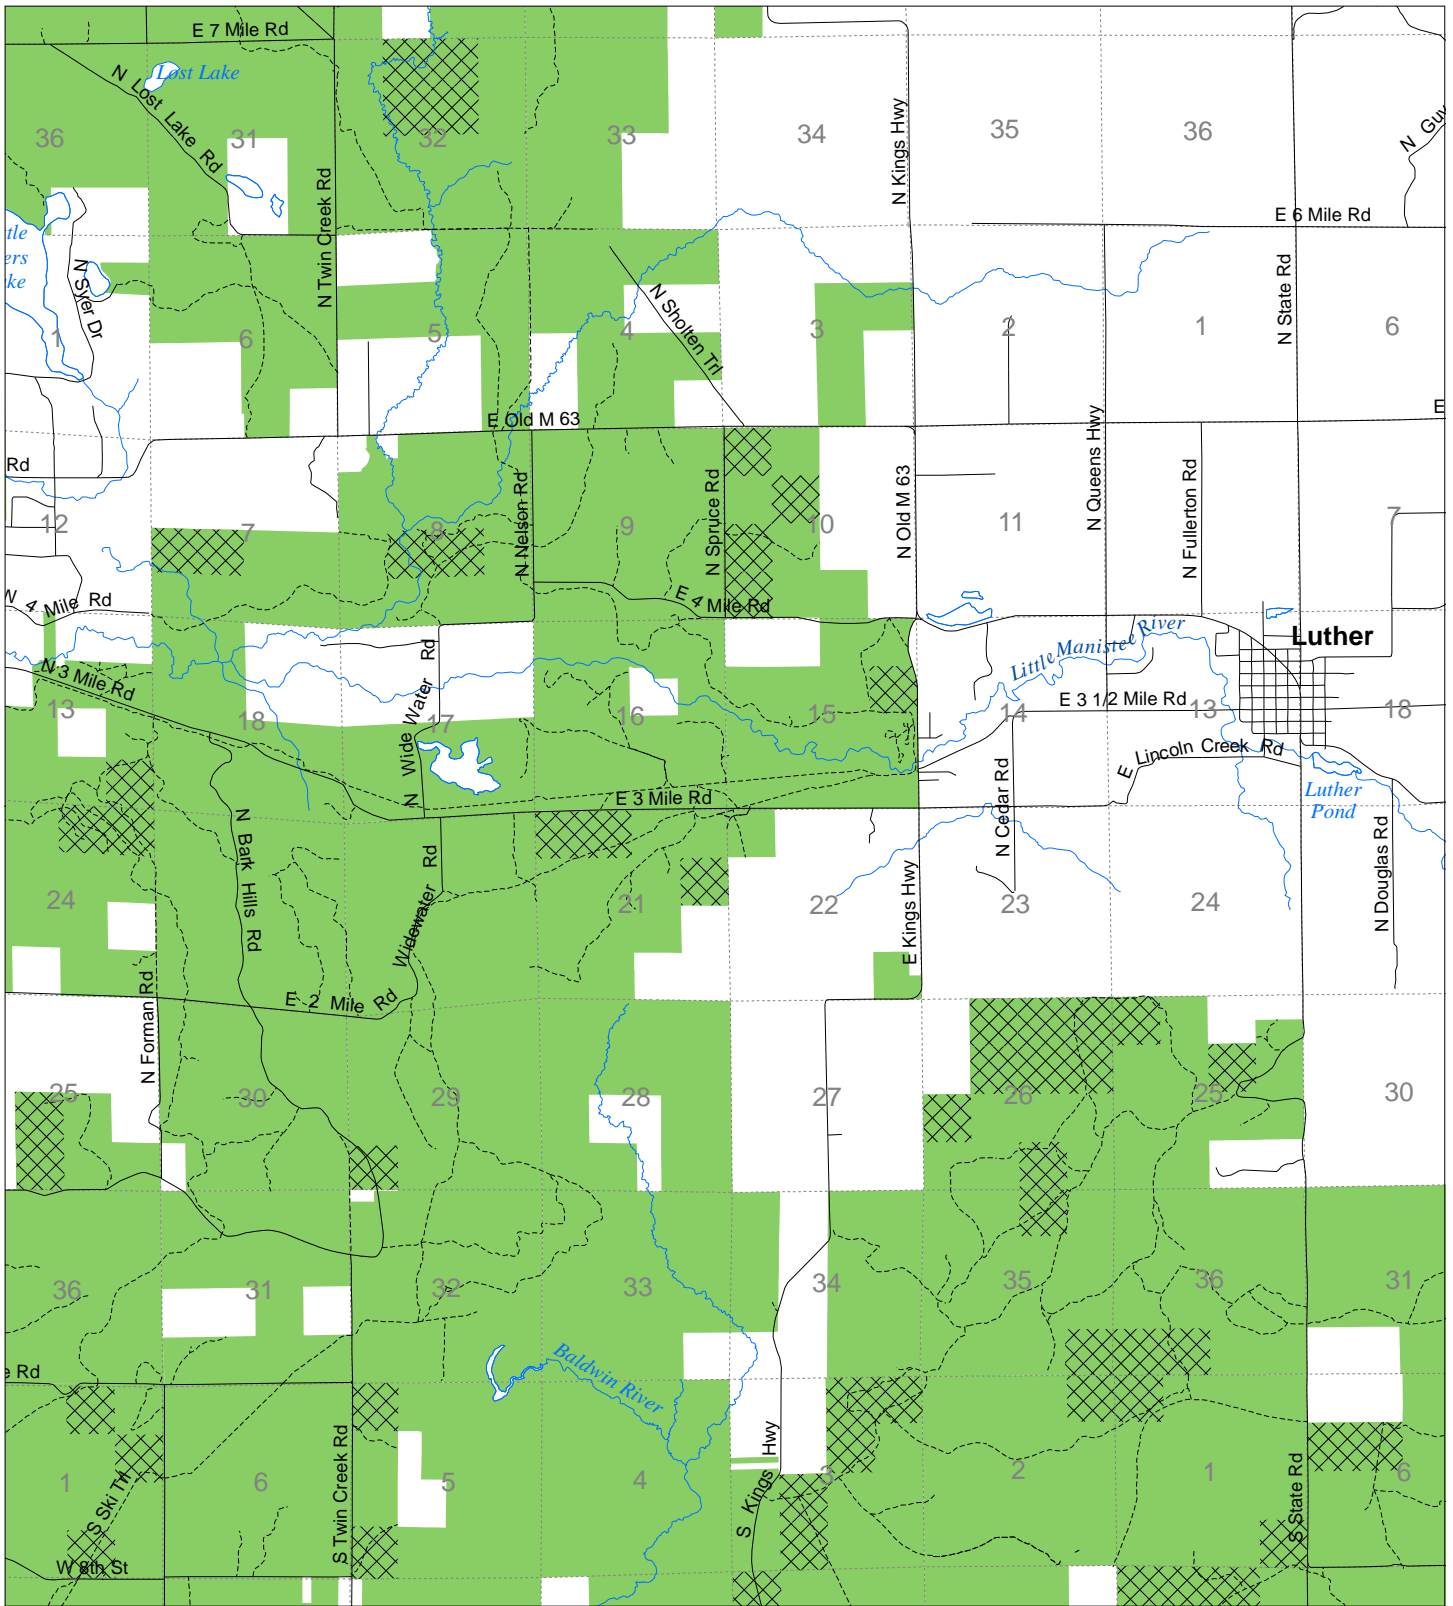 E 7 Mile Rd
Lost Lake
N Lost Lake Rd
36
31
32
33
34
35
36
N Kings Hwy
N Twin Creek Rd
E 6 Mile Rd
N State Rd
tle
ers
ke
N Syer Dr
N Sholten Trl
1
6
5
4
3
2
1
6
E Old M 63
E
N Queens Hwy
Rd
N Nelson Rd
N Spruce Rd
N Old M 63
N Fullerton Rd
12
7
8
9
10
11
7
W 4 Mile Rd
E 4 Mile Rd
Little Manistee River
Luther
N 3 Mile Rd
N Wide Water Rd
E 3 1/2 Mile Rd
13
18
17
16
15
14
13
18
E Lincoln Creek Rd
N Cedar Rd
Luther
Pond
E 3 Mile Rd
N Bark Hills Rd
Widewater Rd
E Kings Hwy
N Douglas Rd
24
21
22
23
24
E 2 Mile Rd
N Forman Rd
25
30
29
28
27
26
25
30
36
31
32
33
34
35
36
31
Baldwin River
e Rd
S Twin Creek Rd
S Kings Hwy
S State Rd
1
6
5
4
3
2
1
6
S Ski Trl
W 8th St